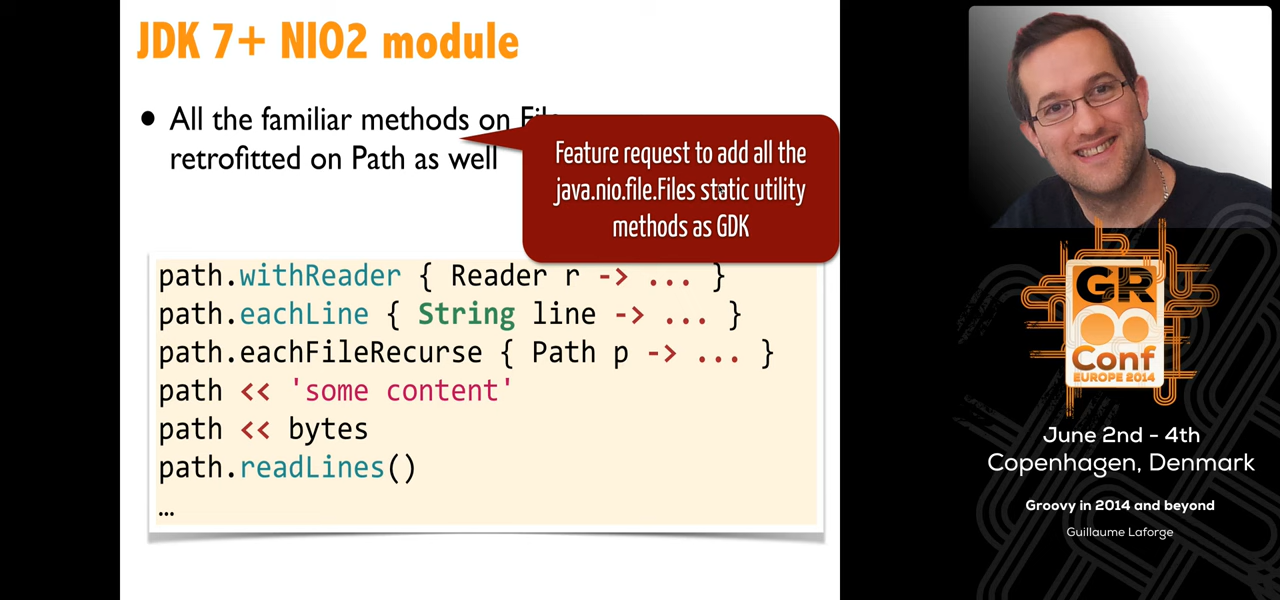 JDK 7+ NIO2 module
• All the familiar methods on File
retrofitted on Path as well
Feature request to add all the
java.nio.file.Files static utility
methods as GDK
path.withReader { Reader r -> ... }
path.eachLine { String line -> ... }
path.eachFileRecurse { Path p -> ... }
path << 'some content'
path << bytes
path.readLines()
…
GR
Conf
EUROPE 2014
June 2nd - 4th
Copenhagen, Denmark
Groovy in 2014 and beyond
Guillaume Laforge